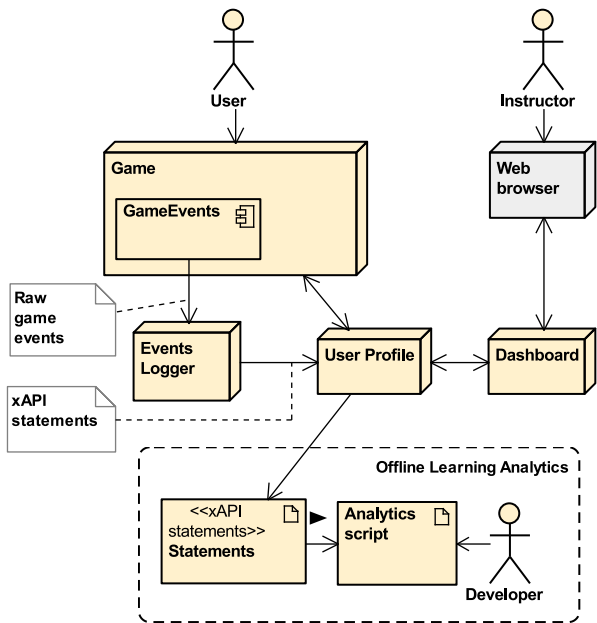 User
Instructor
Game
GameEvents
Web
browser
Raw
game
events
Events
Logger
User Profile
Dashboard
xAPI
statements
Offline Learning Analytics
<<xAPI
statements>>
Statements
Analytics
script
Developer